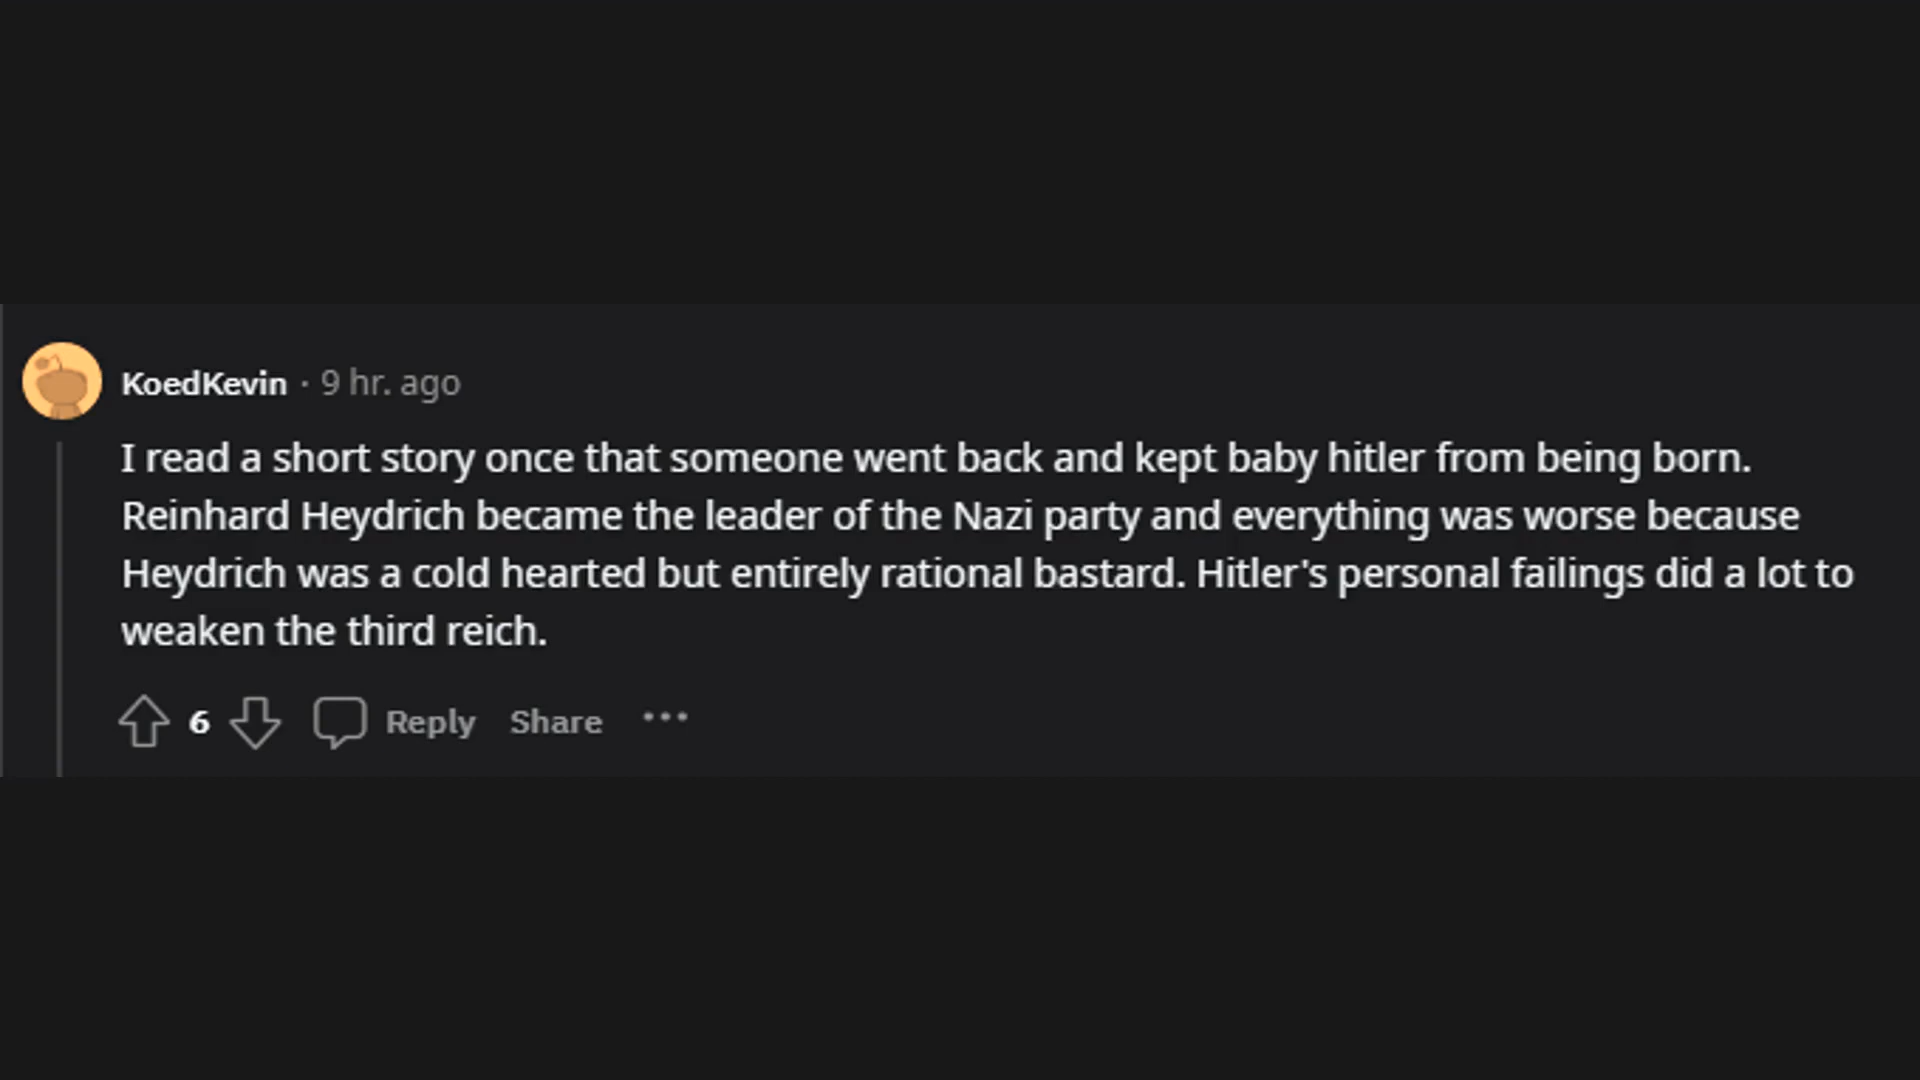 KoedKevin · 9 hr. ago
I read a short story once that someone went back and kept baby hitler from being born.
Reinhard Heydrich became the leader of the Nazi party and everything was worse because
Heydrich was a cold hearted but entirely rational bastard. Hitler's personal failings did a lot to
weaken the third reich.
6 Reply Share ···